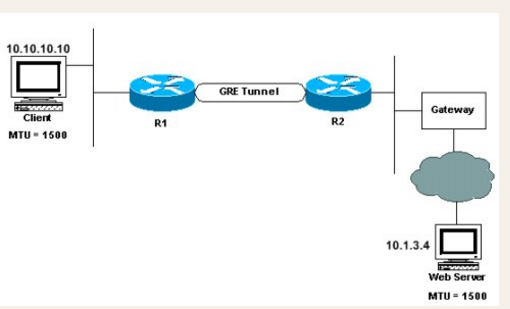 10.10.10.10
Client
MTU = 1500
R1
GRE Tunnel
R2
Gateway
10.1.3.4
Web Server
MTU = 1500